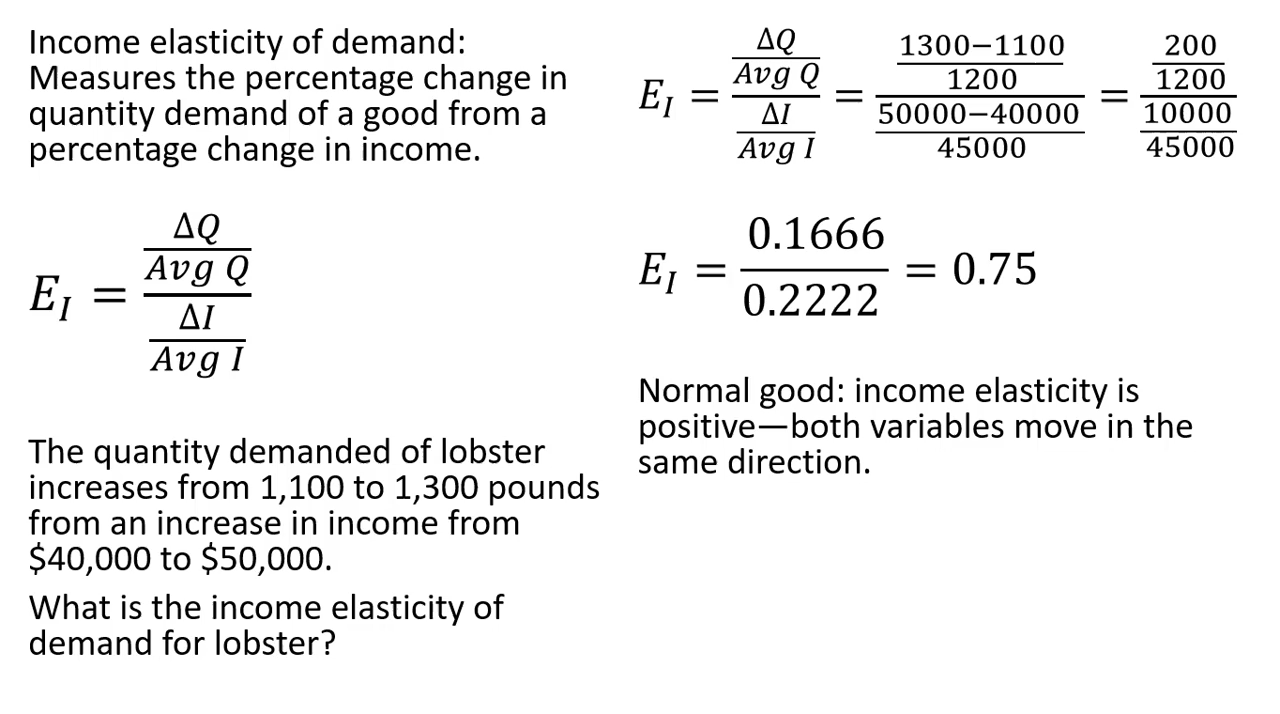 Income elasticity of demand:
Measures the percentage change in
quantity demand of a good from a
percentage change in income.
E_I = (ΔQ / Avg Q) / (ΔI / Avg I)
The quantity demanded of lobster
increases from 1,100 to 1,300 pounds
from an increase in income from
$40,000 to $50,000.
What is the income elasticity of
demand for lobster?
E_I = (ΔQ / Avg Q) / (ΔI / Avg I) = (1300−1100 / 1200) / (50000−40000 / 45000) = (200 / 1200) / (10000 / 45000)
E_I = 0.1666 / 0.2222 = 0.75
Normal good: income elasticity is
positive—both variables move in the
same direction.